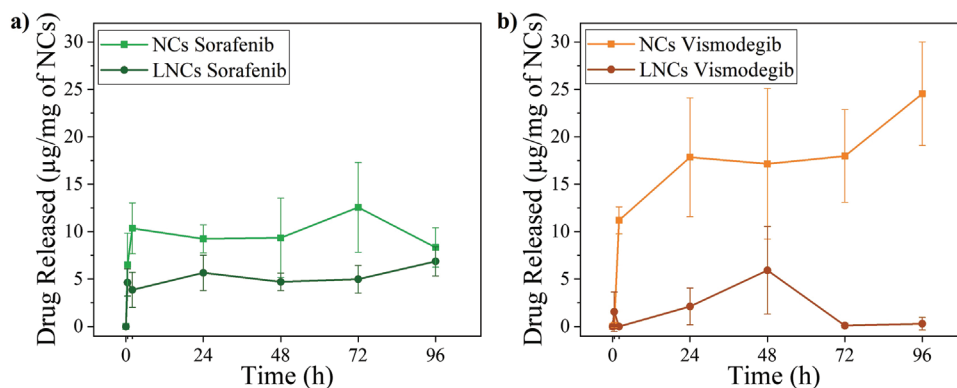 a)
Drug Released (µg/mg of NCs)
30
25
20
15
10
5
0
NCs Sorafenib
LNCs Sorafenib
0 24 48 72 96
Time (h)
b)
Drug Released (µg/mg of NCs)
30
25
20
15
10
5
0
NCs Vismodegib
LNCs Vismodegib
0 24 48 72 96
Time (h)